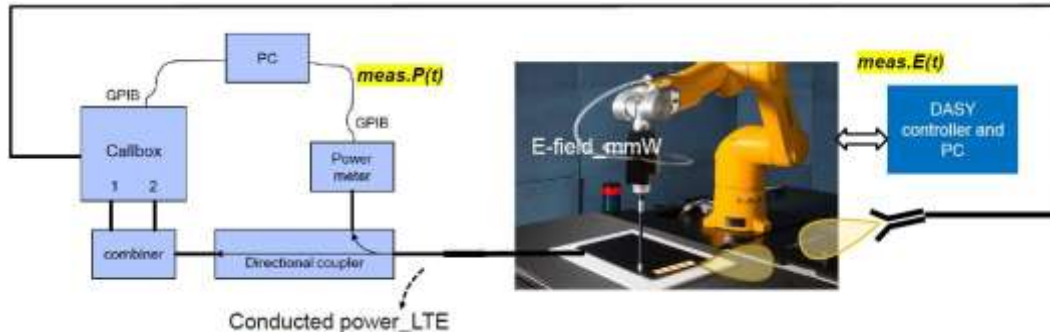 PC
meas.P(t)
meas.E(t)
GPIB
GPIB
Callbox
1 2
Power
meter
E-field_mmW
DASY
controller and
PC
combiner
Directional coupler
Conducted power_LTE